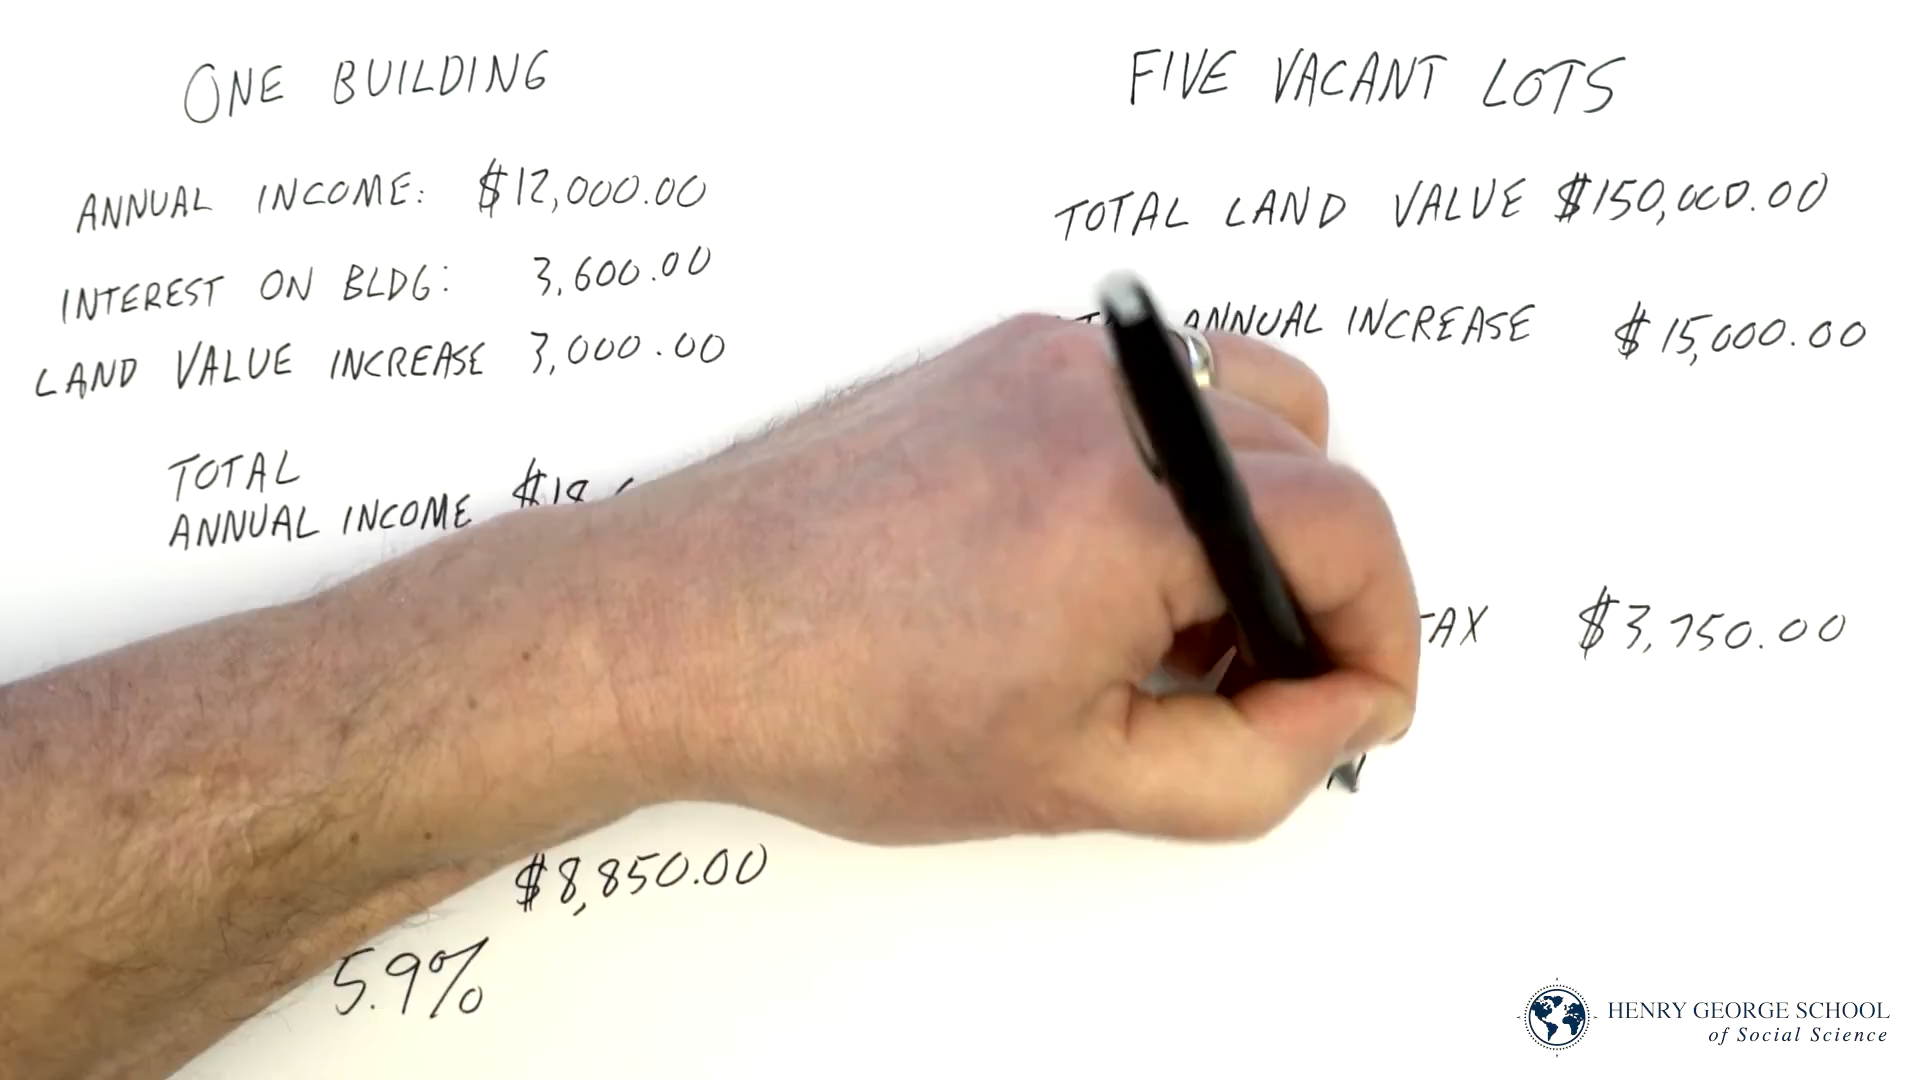 ONE BUILDING
ANNUAL INCOME: $12,000.00
INTEREST ON BLDG: 3,600.00
LAND VALUE INCREASE 3,000.00
TOTAL
ANNUAL INCOME
$8,850.00
5.9%
FIVE VACANT LOTS
TOTAL LAND VALUE $150,000.00
ANNUAL INCREASE $15,000.00
TAX $3,750.00
HENRY GEORGE SCHOOL
of Social Science